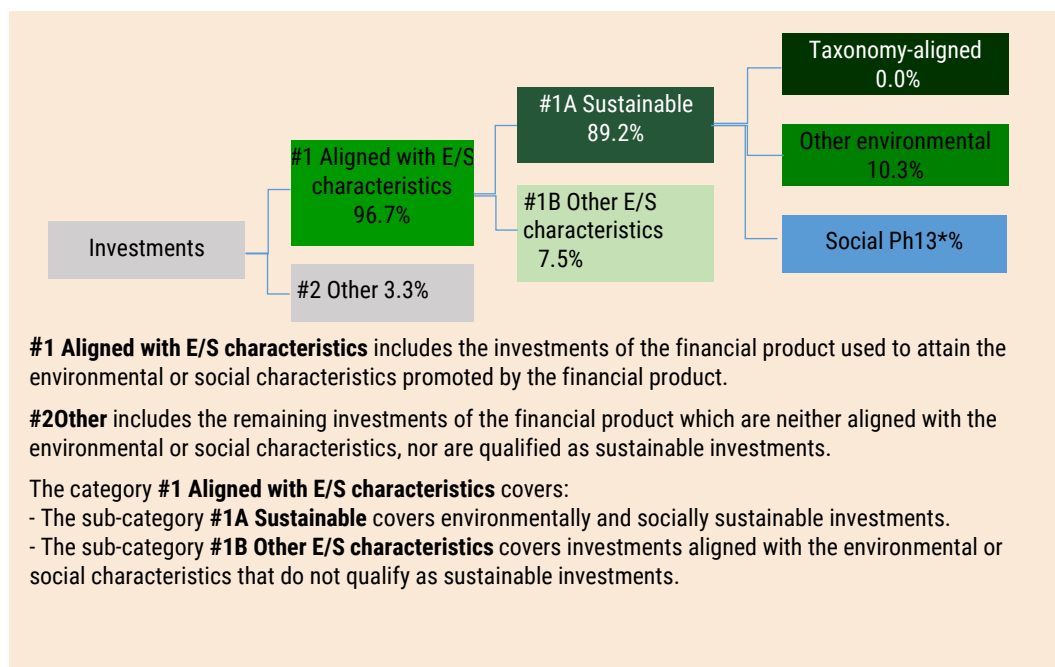 Taxonomy-aligned
0.0%
#1A Sustainable
89.2%
Other environmental
10.3%
#1 Aligned with E/S
characteristics
96.7%
#1B Other E/S
characteristics
7.5%
Social Ph13*%
Investments
#2 Other 3.3%
#1 Aligned with E/S characteristics includes the investments of the financial product used to attain the
environmental or social characteristics promoted by the financial product.
#2Other includes the remaining investments of the financial product which are neither aligned with the
environmental or social characteristics, nor are qualified as sustainable investments.
The category #1 Aligned with E/S characteristics covers:
- The sub-category #1A Sustainable covers environmentally and socially sustainable investments.
- The sub-category #1B Other E/S characteristics covers investments aligned with the environmental or
social characteristics that do not qualify as sustainable investments.